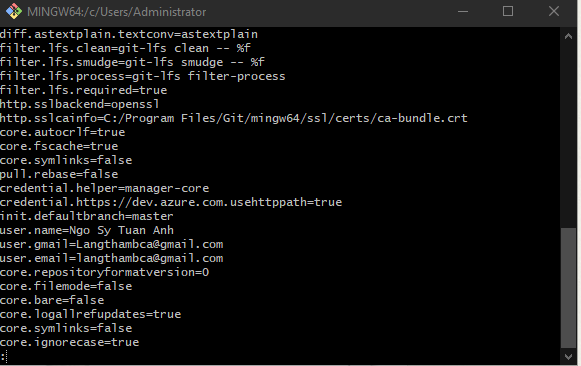 MINGW64:/c/Users/Administrator
diff.astextplain.textconv=astextplain
filter.lfs.clean=git-lfs clean -- %f
filter.lfs.smudge=git-lfs smudge -- %f
filter.lfs.process=git-lfs filter-process
filter.lfs.required=true
http.sslbackend=openssl
http.sslcainfo=C:/Program Files/Git/mingw64/ssl/certs/ca-bundle.crt
core.autocrlf=true
core.fscache=true
core.symlinks=false
pull.rebase=false
credential.helper=manager-core
credential.https://dev.azure.com.usehttppath=true
init.defaultbranch=master
user.name=Ngo Sy Tuan Anh
user.gmail=Langthambca@gmail.com
user.email=langthambca@gmail.com
core.repositoryformatversion=0
core.filemode=false
core.bare=false
core.logallrefupdates=true
core.symlinks=false
core.ignorecase=true
: